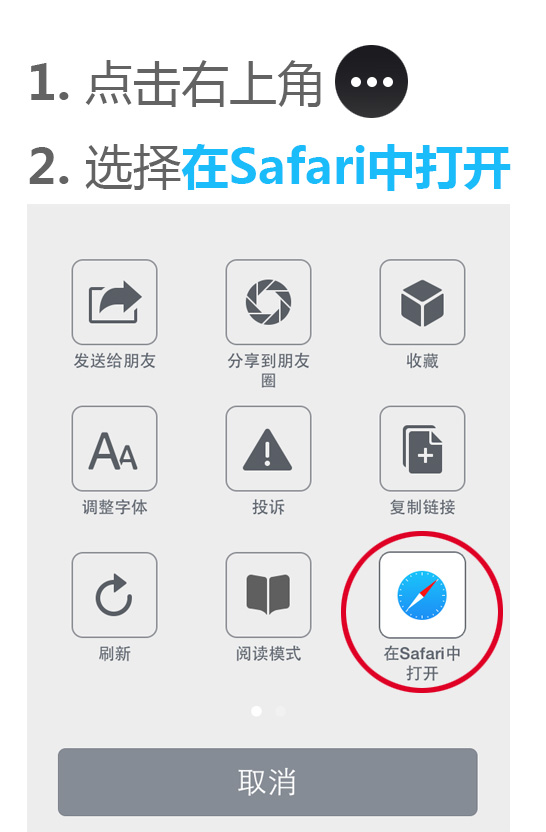 1. 点击右上角
2. 选择在Safari中打开
发送给朋友
分享到朋友
圈
收藏
调整字体
投诉
复制链接
刷新
阅读模式
在Safari中
打开
取消